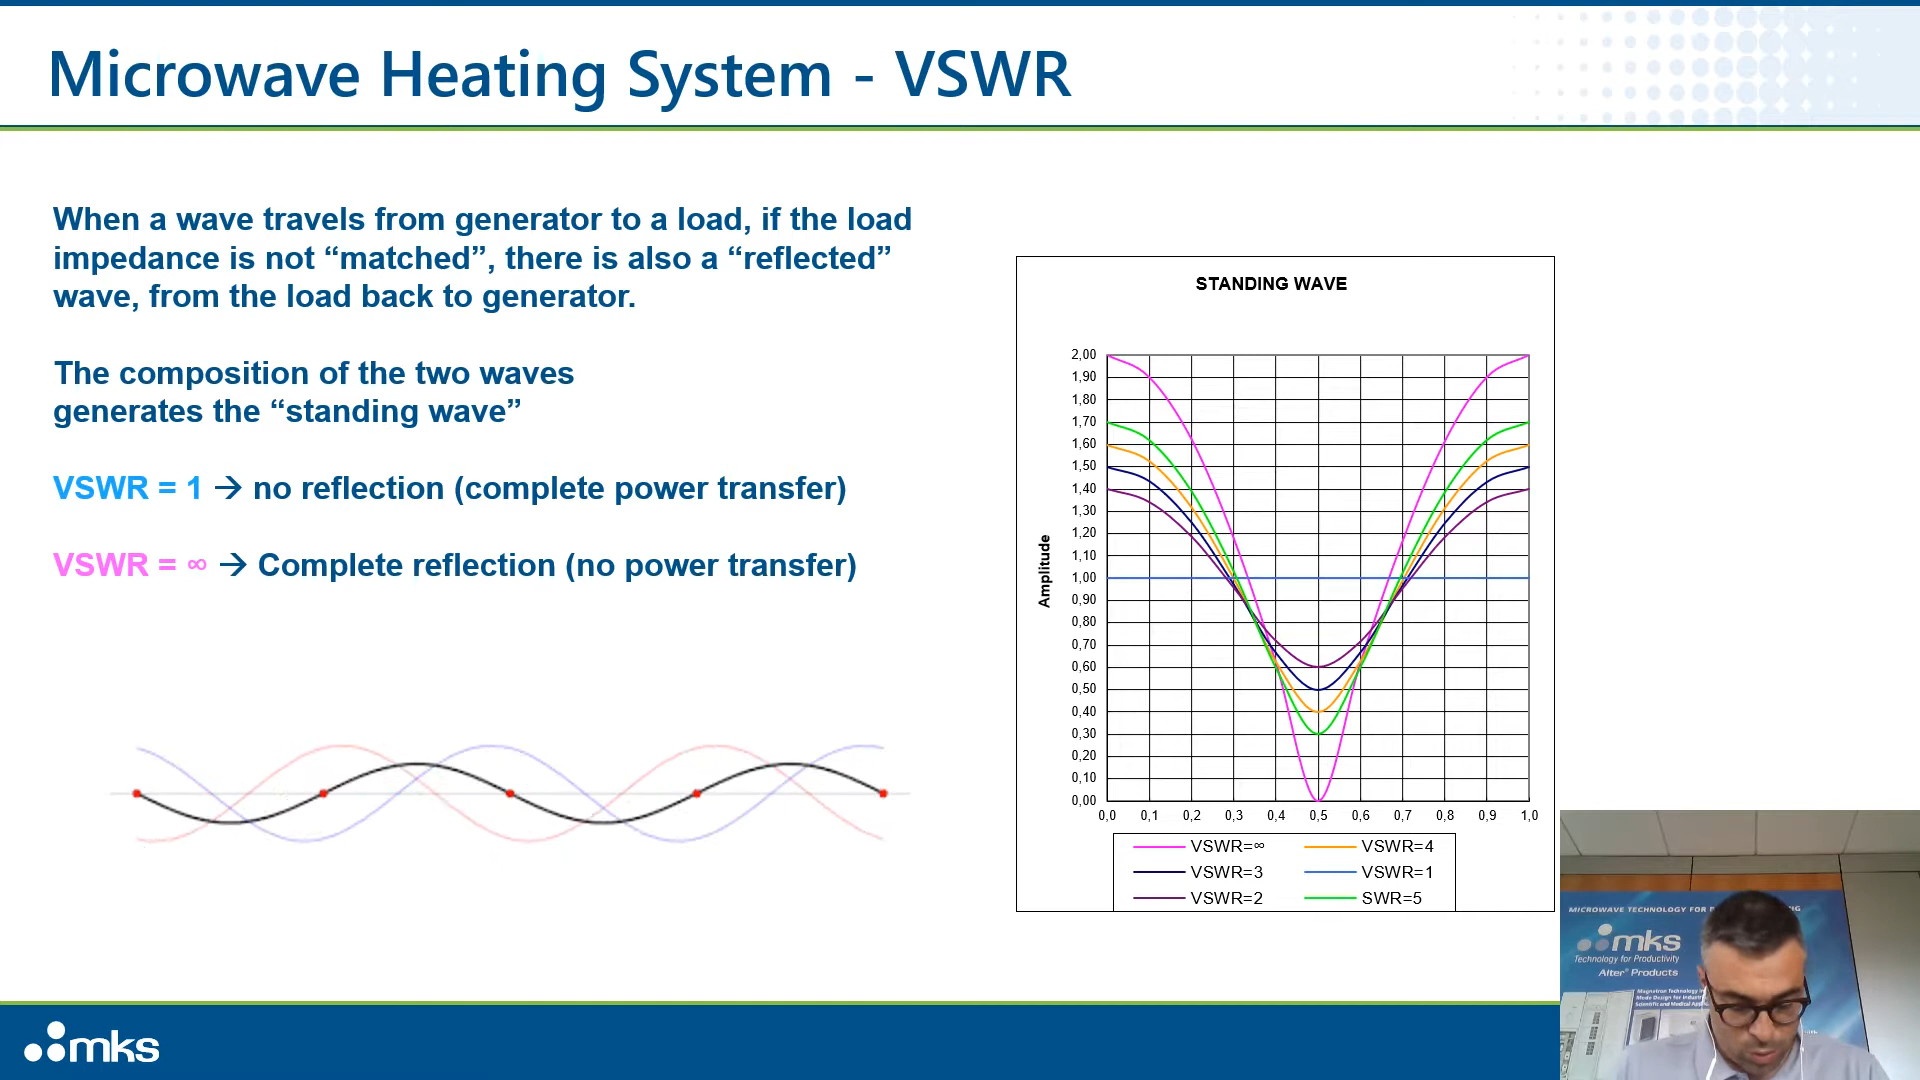 Microwave Heating System - VSWR
When a wave travels from generator to a load, if the load
impedance is not “matched”, there is also a “reflected”
wave, from the load back to generator.
The composition of the two waves
generates the “standing wave”
VSWR = 1 → no reflection (complete power transfer)
VSWR = ∞ → Complete reflection (no power transfer)
STANDING WAVE
Amplitude
2,00
1,90
1,80
1,70
1,60
1,50
1,40
1,30
1,20
1,10
1,00
0,90
0,80
0,70
0,60
0,50
0,40
0,30
0,20
0,10
0,00
0,0 0,1 0,2 0,3 0,4 0,5 0,6 0,7 0,8 0,9 1,0
VSWR=∞ VSWR=4
VSWR=3 VSWR=1
VSWR=2 SWR=5
MICROWAVE TECHNOLOGY FOR
mks
Technology for Productivity
Alter® Products
Magnetron Technology
Mode Design for
Scientific and Medical
mks